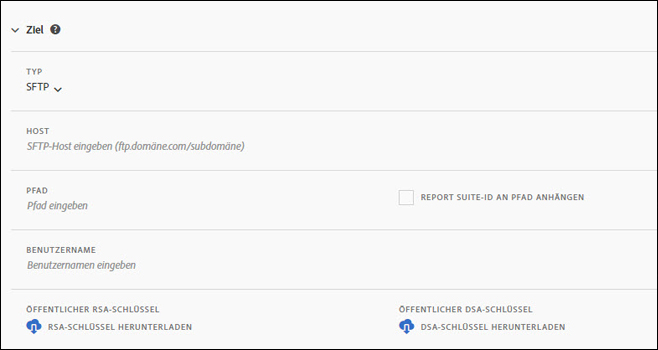 Ziel ?
TYP
SFTP
HOST
SFTP-Host eingeben (ftp.domäne.com/subdomäne)
PFAD
Pfad eingeben
REPORT SUITE-ID AN PFAD ANHÄNGEN
BENUTZERNAME
Benutzernamen eingeben
ÖFFENTLICHER RSA-SCHLÜSSEL
RSA-SCHLÜSSEL HERUNTERLADEN
ÖFFENTLICHER DSA-SCHLÜSSEL
DSA-SCHLÜSSEL HERUNTERLADEN